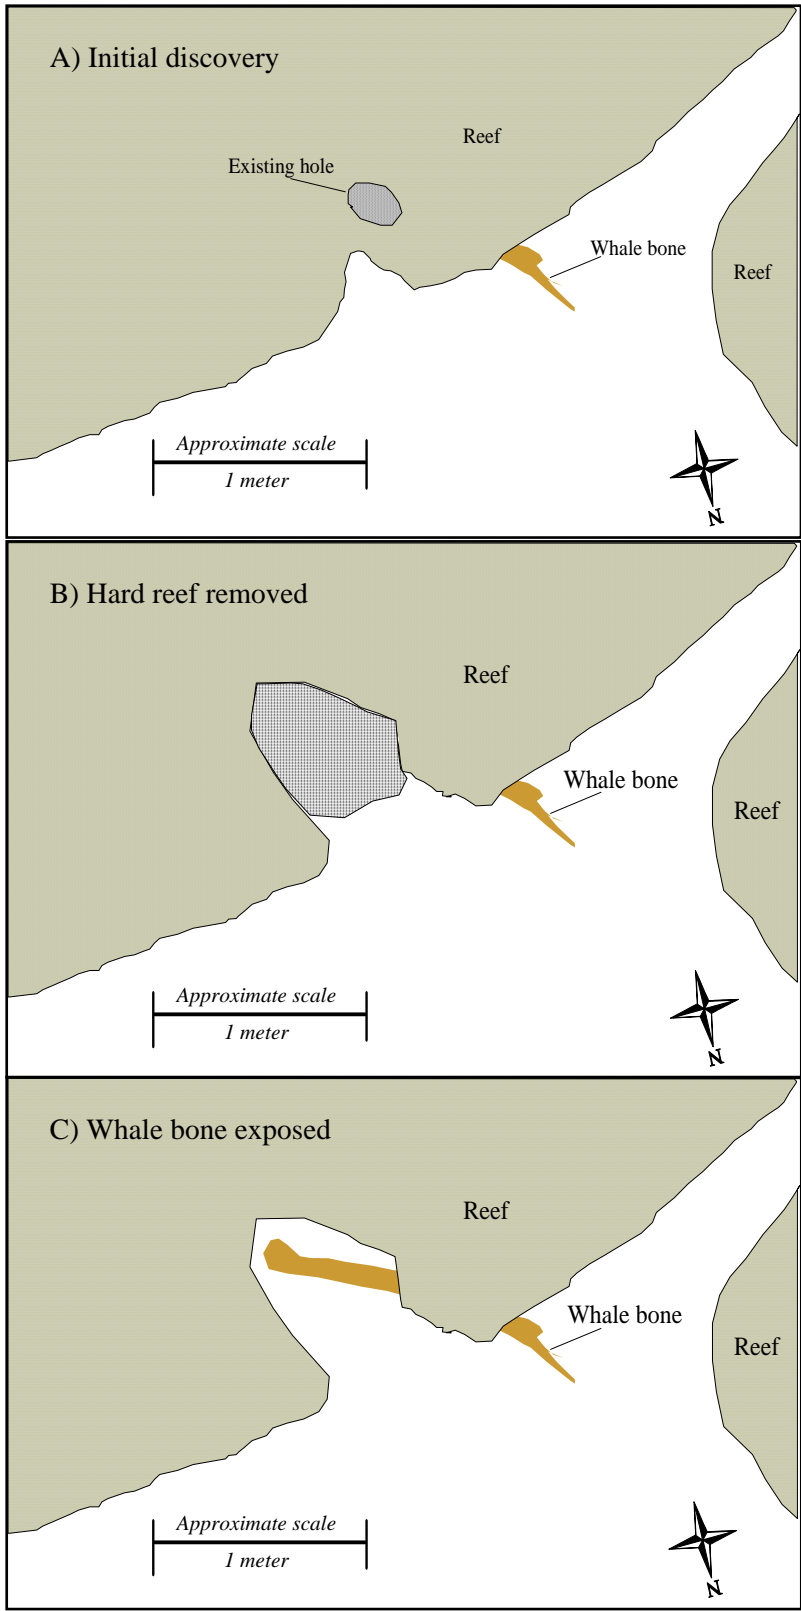 A) Initial discovery
Reef
Existing hole
Whale bone
Reef
Approximate scale
1 meter
N
B) Hard reef removed
Reef
Whale bone
Reef
Approximate scale
1 meter
N
C) Whale bone exposed
Reef
Whale bone
Reef
Approximate scale
1 meter
N